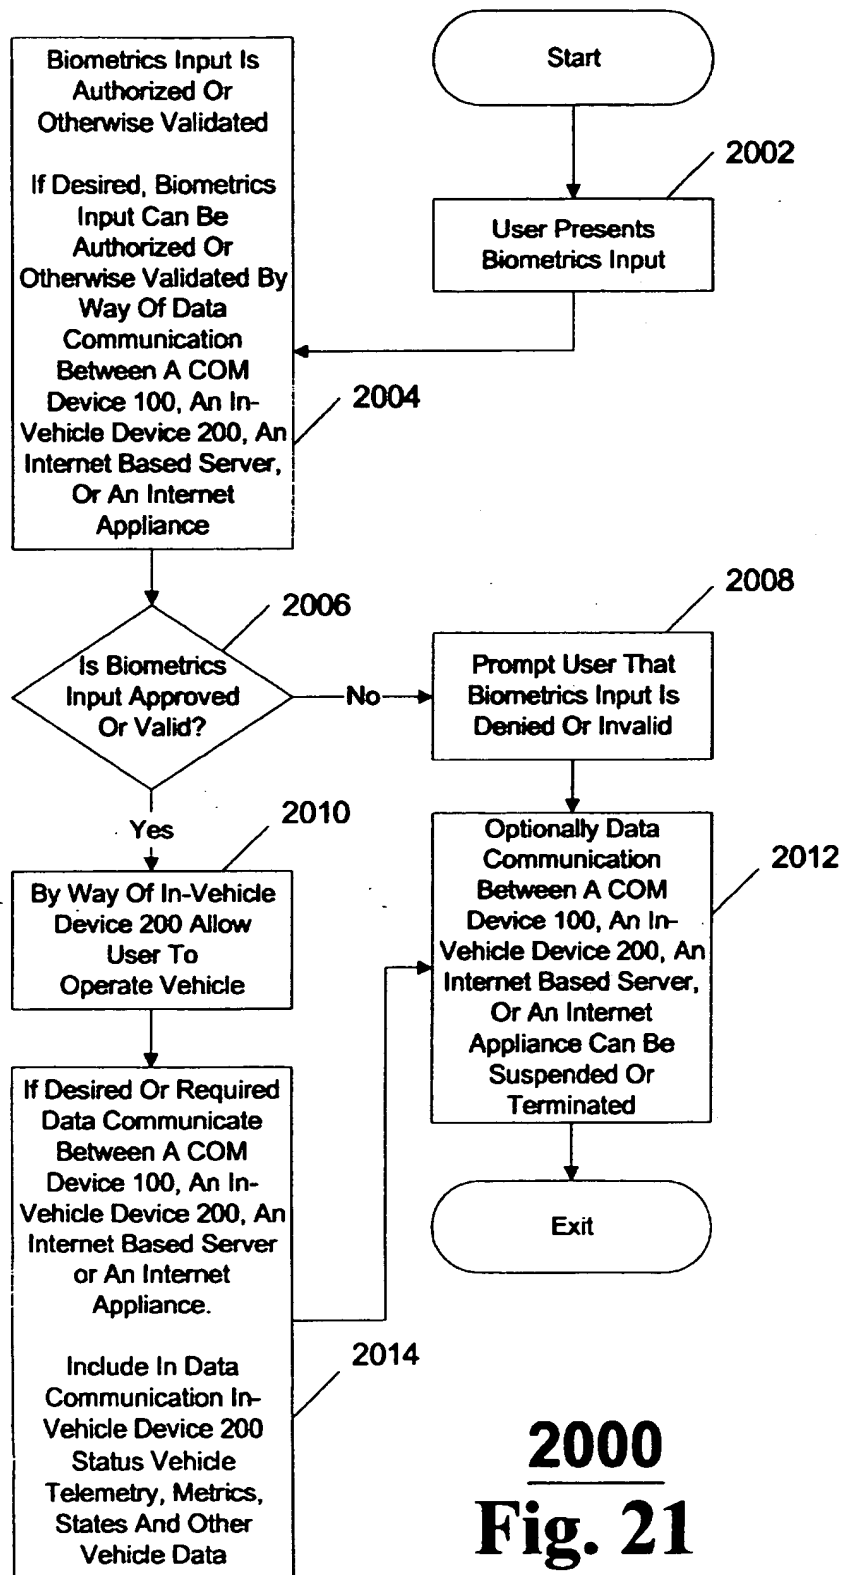 Start
2002
User Presents
Biometrics Input
Biometrics Input Is
Authorized Or
Otherwise Validated
If Desired, Biometrics
Input Can Be
Authorized Or
Otherwise Validated By
Way Of Data
Communication
Between A COM
Device 100, An In-
Vehicle Device 200, An
Internet Based Server,
Or An Internet
Appliance
2004
2006
Is Biometrics
Input Approved
Or Valid?
No
2008
Prompt User That
Biometrics Input Is
Denied Or Invalid
Yes
2010
By Way Of In-Vehicle
Device 200 Allow
User To
Operate Vehicle
Optionally Data
Communication
Between A COM
Device 100, An In-
Vehicle Device 200, An
Internet Based Server,
Or An Internet
Appliance Can Be
Suspended Or
Terminated
2012
If Desired Or Required
Data Communicate
Between A COM
Device 100, An In-
Vehicle Device 200, An
Internet Based Server
or An Internet
Appliance.
Include In Data
Communication In-
Vehicle Device 200
Status Vehicle
Telemetry, Metrics,
States And Other
Vehicle Data
2014
Exit
2000
Fig. 21